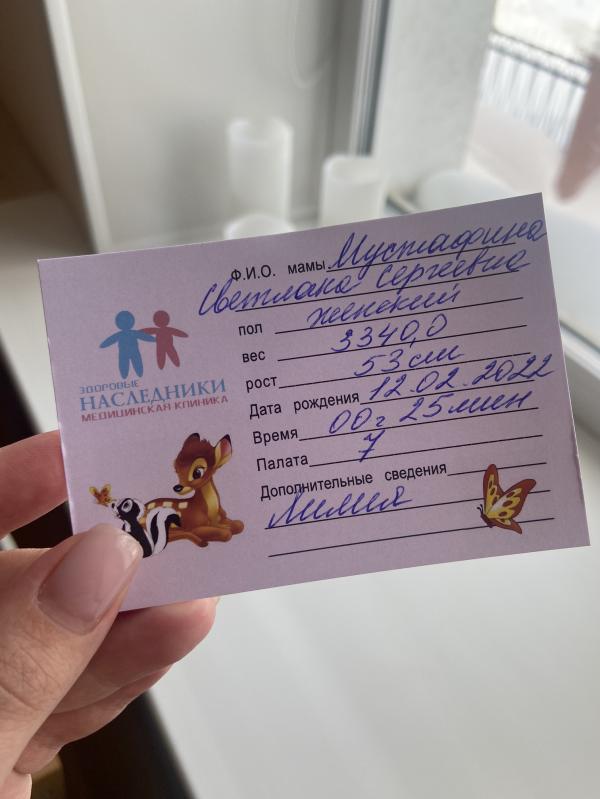 Ф.И.О. мамы Мустафина
Светлана Сергеевна
пол женский
вес 3340,0
рост 53 см
Дата рождения 12.02.2022
Время 00г 25 мин
Палата 7
Дополнительные сведения
Лилия
ЗДОРОВЫЕ
НАСЛЕДНИКИ
МЕДИЦИНСКАЯ КЛИНИКА